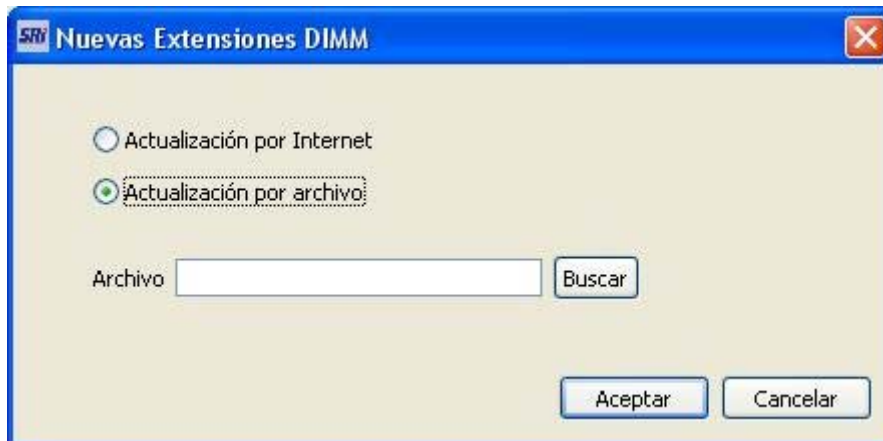 SRi Nuevas Extensiones DIMM
Actualización por Internet
Actualización por archivo
Archivo Buscar
Aceptar Cancelar